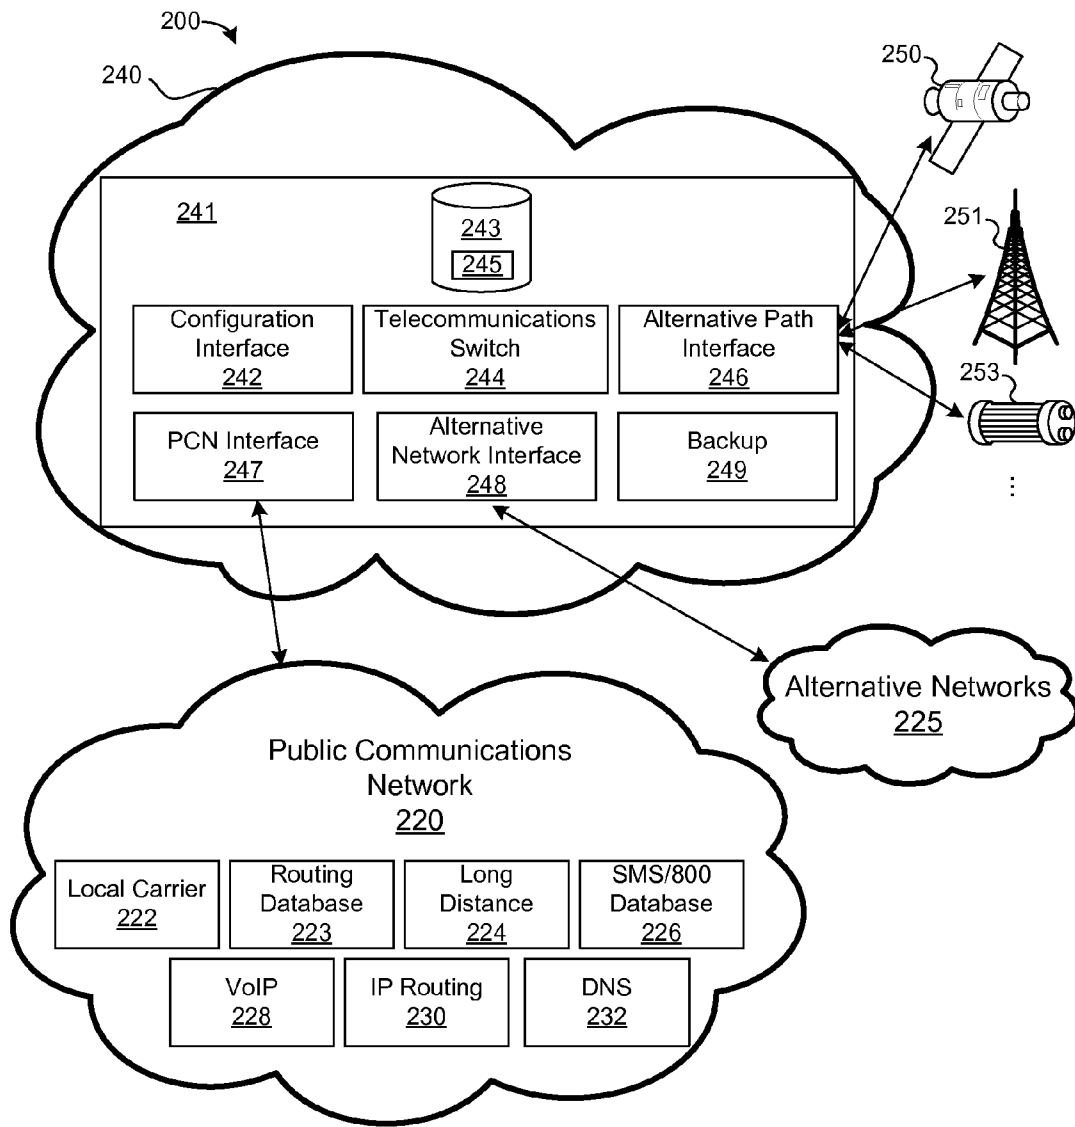 200
240
250
241
243
245
251
Configuration
Interface
242
Telecommunications
Switch
244
Alternative Path
Interface
246
253
PCN Interface
247
Alternative
Network Interface
248
Backup
249
...
Alternative Networks
225
Public Communications
Network
220
Local Carrier
222
Routing
Database
223
Long
Distance
224
SMS/800
Database
226
VoIP
228
IP Routing
230
DNS
232